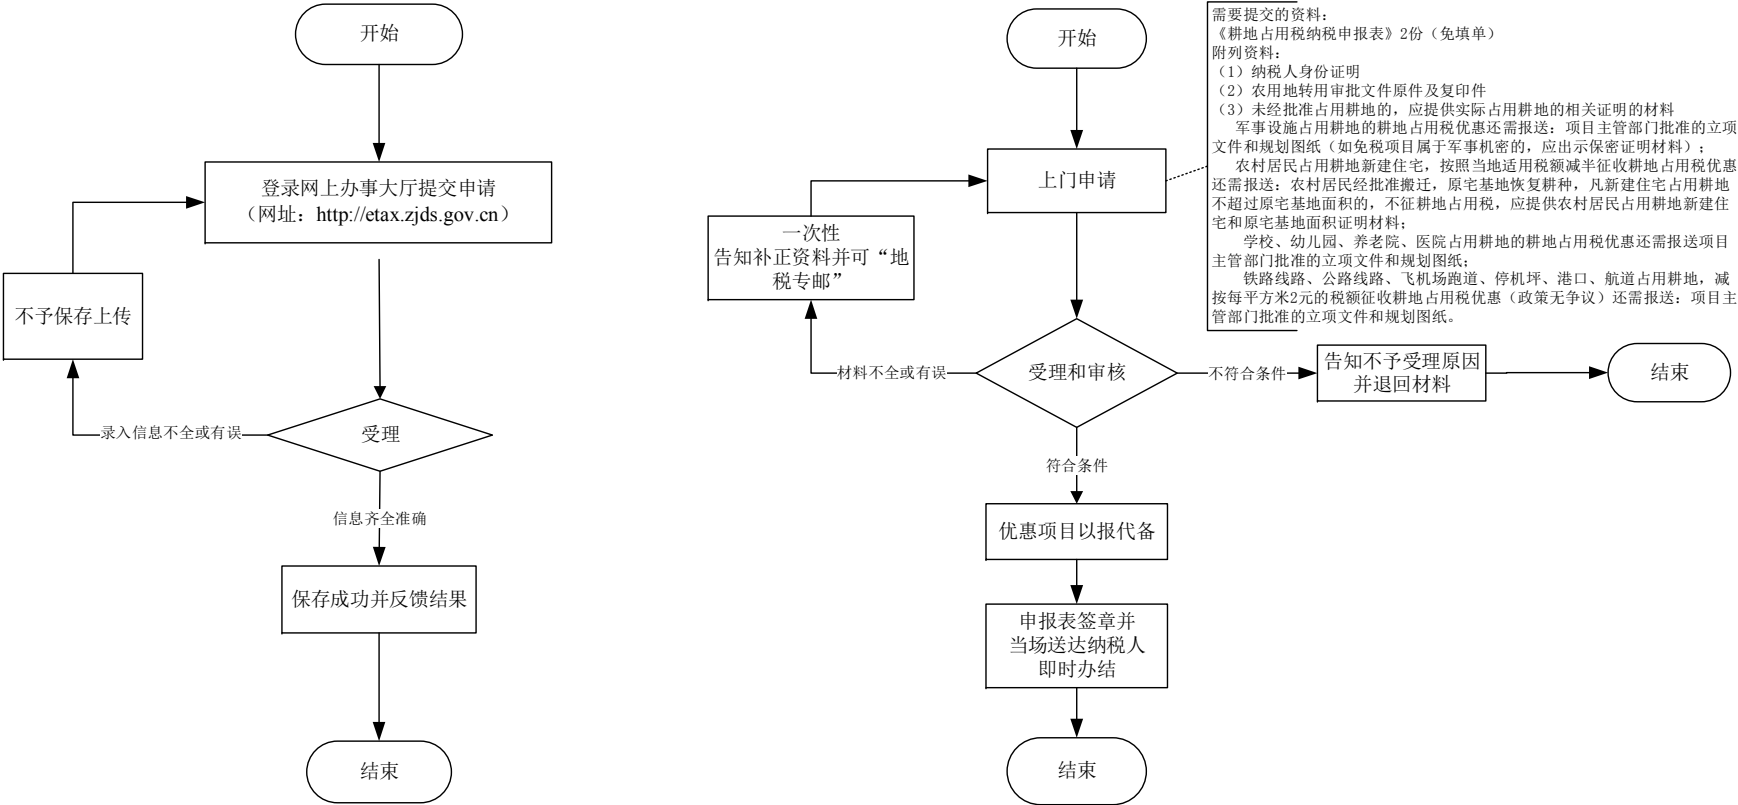 开始
登录网上办事大厅提交申请
（网址：http://etax.zjds.gov.cn）
不予保存上传
录入信息不全或有误
受理
信息齐全准确
保存成功并反馈结果
结束
开始
上门申请
一次性
告知补正资料并可“地
税专邮”
材料不全或有误
受理和审核
不符合条件
告知不予受理原因
并退回材料
结束
符合条件
优惠项目以报代备
申报表签章并
当场送达纳税人
即时办结
结束
需要提交的资料：
《耕地占用税纳税申报表》2份（免填单）
附列资料：
（1）纳税人身份证明
（2）农用地转用审批文件原件及复印件
（3）未经批准占用耕地的，应提供实际占用耕地的相关证明的材料
军事设施占用耕地的耕地占用税优惠还需报送：项目主管部门批准的立项
文件和规划图纸（如免税项目属于军事机密的，应出示保密证明材料）；
农村居民占用耕地新建住宅，按照当地适用税额减半征收耕地占用税优惠
还需报送：农村居民经批准搬迁，原宅基地恢复耕种，凡新建住宅占用耕地
不超过原宅基地面积的，不征耕地占用税，应提供农村居民占用耕地新建住
宅和原宅基地面积证明材料；
学校、幼儿园、养老院、医院占用耕地的耕地占用税优惠还需报送项目
主管部门批准的立项文件和规划图纸；
铁路线路、公路线路、飞机场跑道、停机坪、港口、航道占用耕地，减
按每平方米2元的税额征收耕地占用税优惠（政策无争议）还需报送：项目主
管部门批准的立项文件和规划图纸。